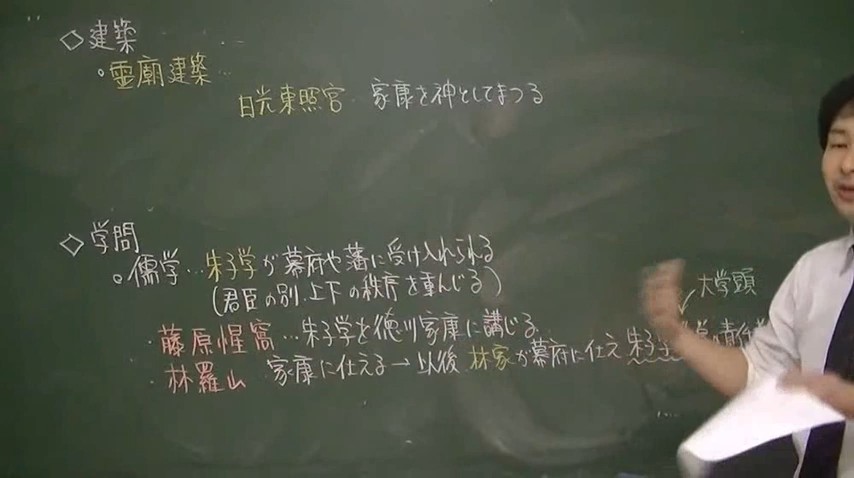 ◇建築
。霊廟建築…
日光東照宮 家康を神としてまつる
◇学問
。儒学…朱子学が幕府や藩に受け入れられる
(君臣の別、上下の秩序を重んじる)
大学頭
・藤原惺窩…朱子学を徳川家康に講じる
・林羅山 家康に仕える→以後 林家が幕府に仕え 朱子